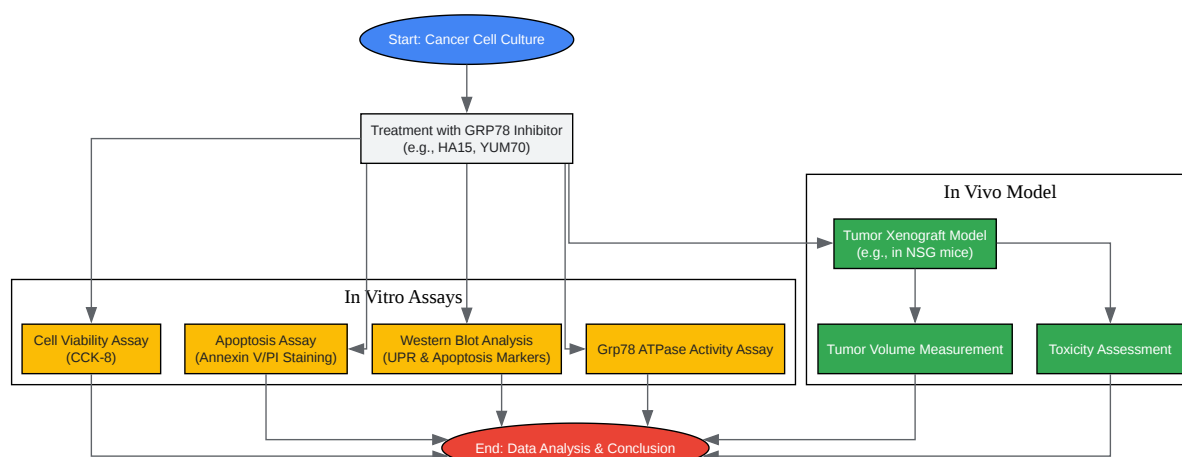 Start: Cancer Cell Culture
Treatment with GRP78 Inhibitor
(e.g., HA15, YUM70)
In Vivo Model
Tumor Xenograft Model
(e.g., in NSG mice)
In Vitro Assays
Cell Viability Assay
(CCK-8)
Apoptosis Assay
(Annexin V/PI Staining)
Western Blot Analysis
(UPR & Apoptosis Markers)
Grp78 ATPase Activity Assay
Tumor Volume Measurement
Toxicity Assessment
End: Data Analysis & Conclusion